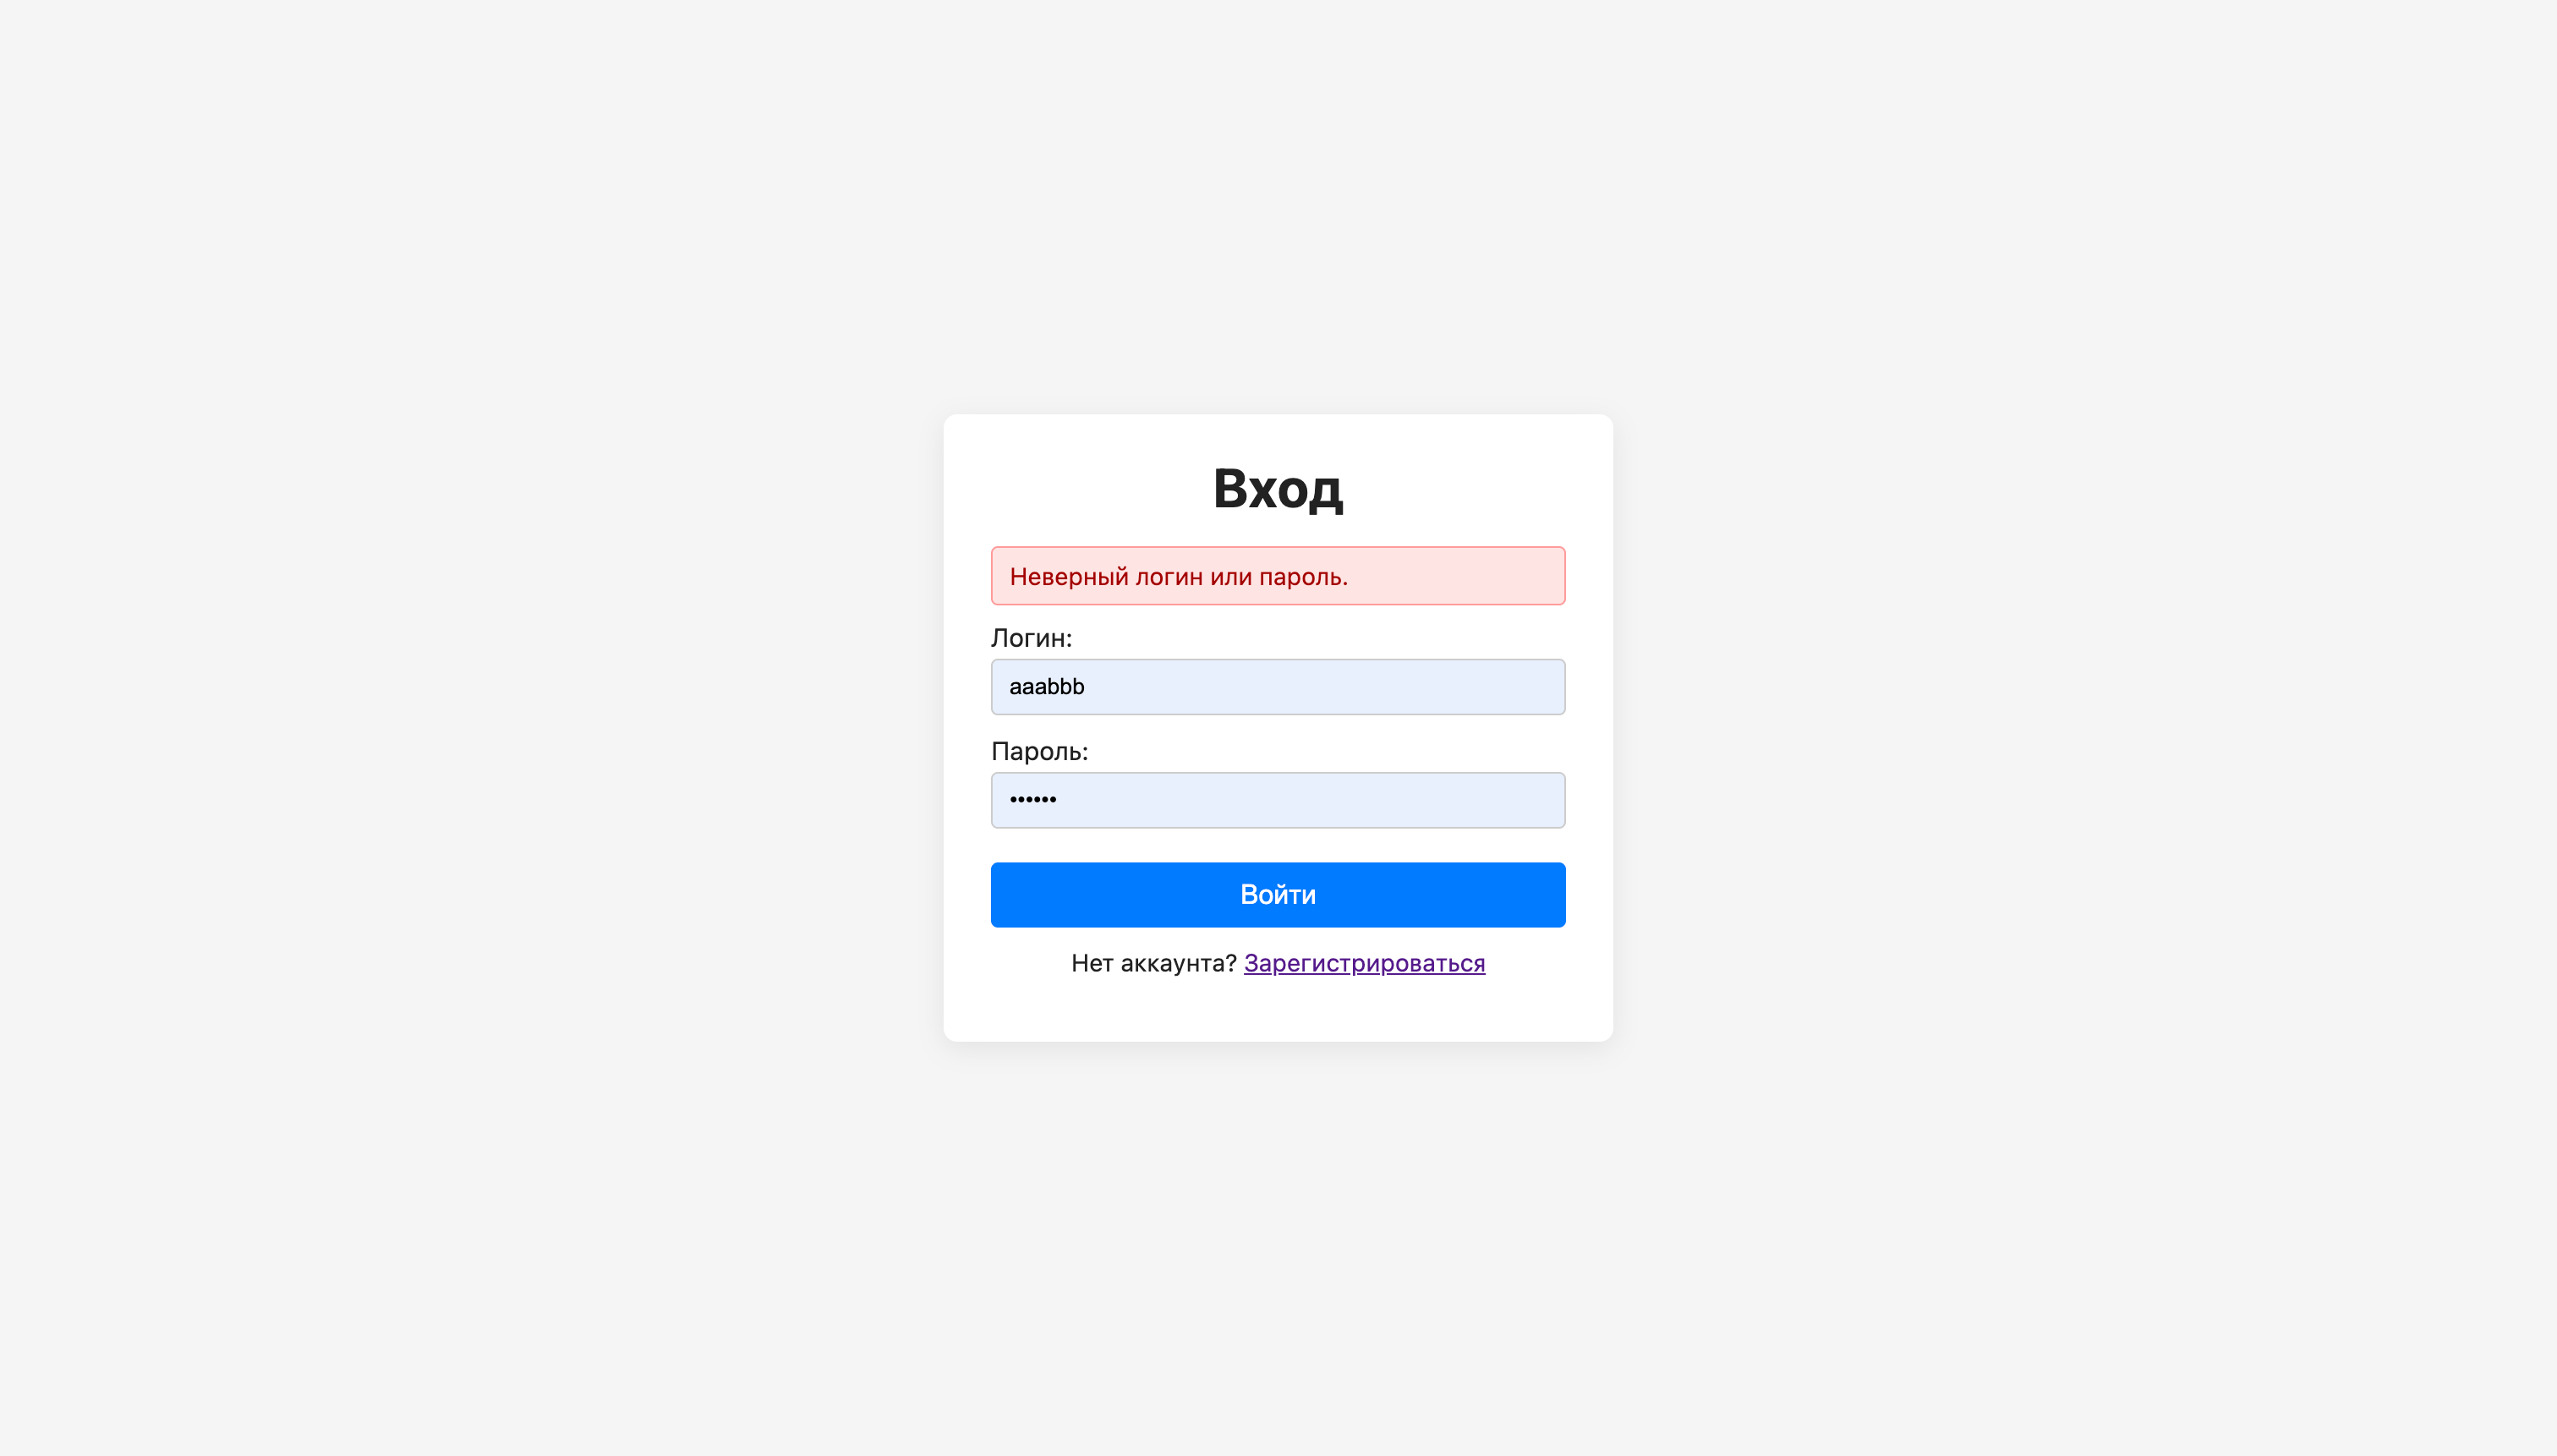 Вход
Неверный логин или пароль.
Логин:
aaabbb
Пароль:
••••••
Войти
Нет аккаунта? Зарегистрироваться